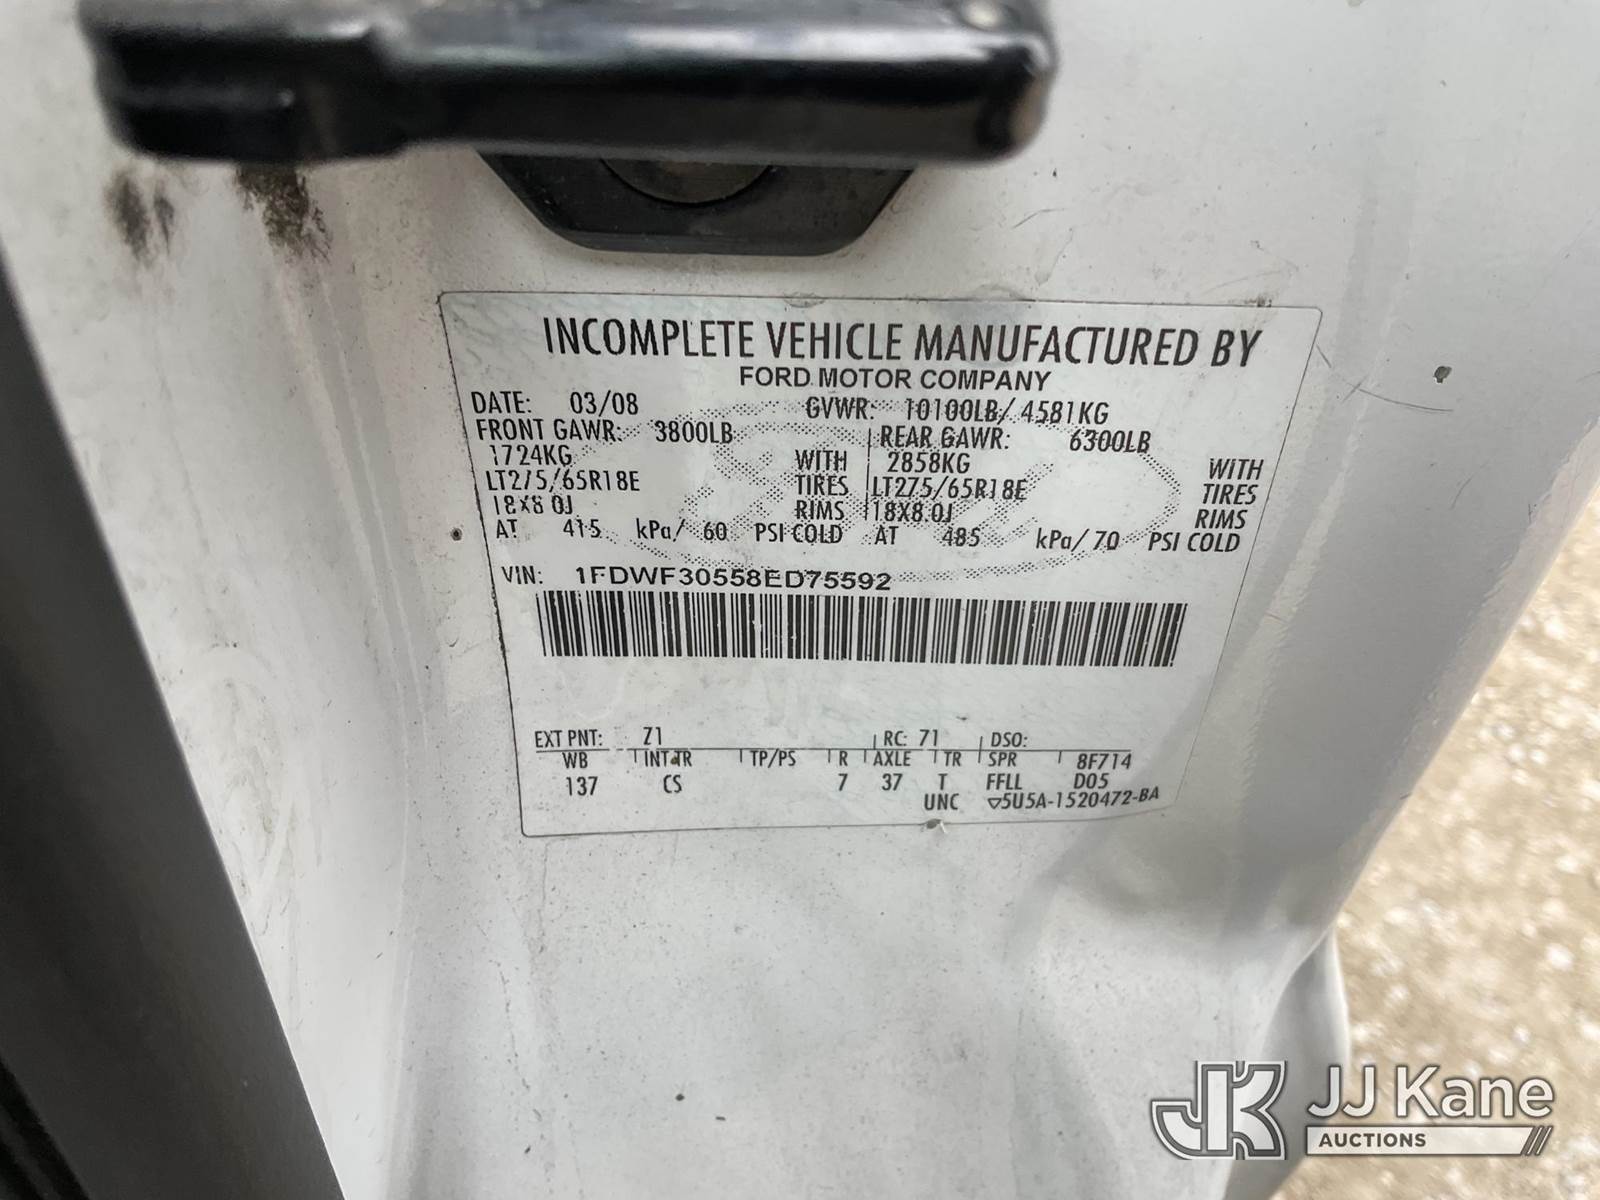 INCOMPLETE VEHICLE MANUFACTURED BY
FORD MOTOR COMPANY
DATE: 03/08 GVWR: 10100LB/ 4581KG
FRONT GAWR: 3800LB REAR GAWR: 6300LB
1724KG WITH 2858KG WITH
LT275/65R18E TIRES LT275/65R18E TIRES
18X8.0J RIMS 18X8.0J RIMS
AT 415 kPa/ 60 PSI COLD AT 485 kPa/ 70 PSI COLD
VIN: 1FDWF30558ED75592
EXT PNT: Z1 RC: 71 DSO:
WB INT TR TP/PS R AXLE TR SPR 8F714
137 CS 7 37 T FFLL D05
UNC ▽5U5A-1520472-BA
JJ Kane
AUCTIONS